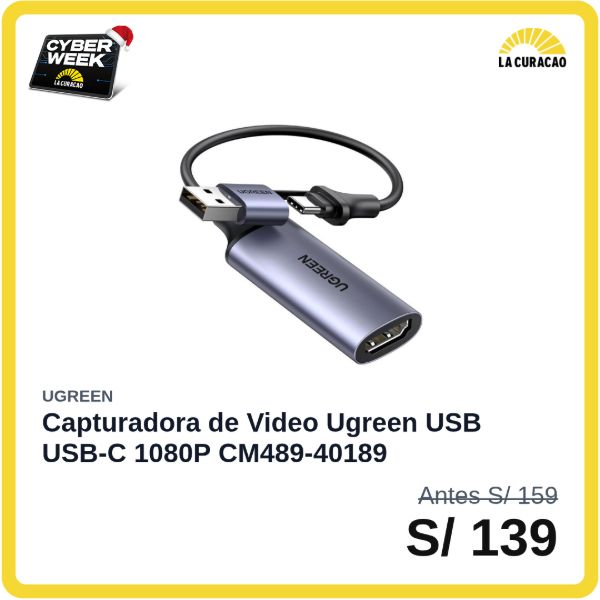 CYBER
WEEK
LA CURACAO
LA CURACAO
UGREEN
UGREEN
UGREEN
Capturadora de Video Ugreen USB
USB-C 1080P CM489-40189
Antes S/ 159
S/ 139